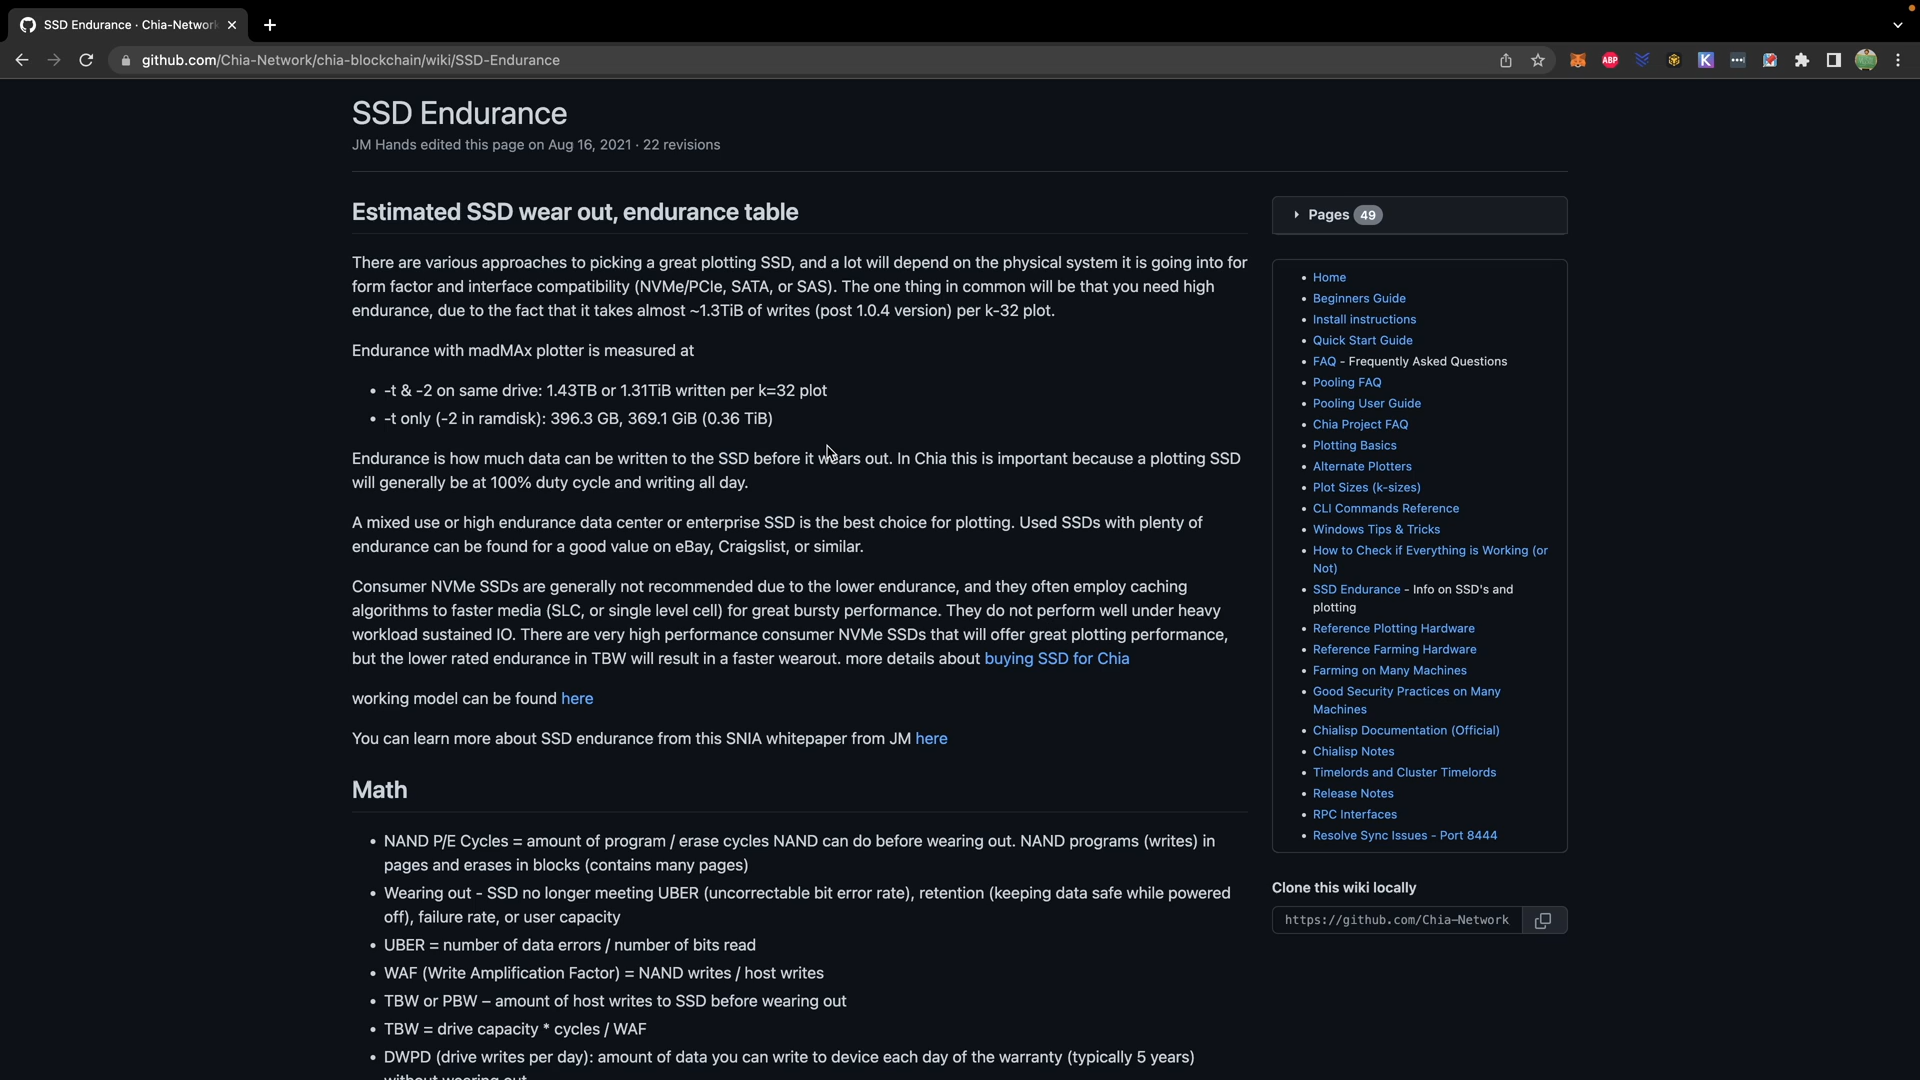 SSD Endurance · Chia-Network
github.com/Chia-Network/chia-blockchain/wiki/SSD-Endurance
ABP
K
SSD Endurance
JM Hands edited this page on Aug 16, 2021 · 22 revisions
Estimated SSD wear out, endurance table
There are various approaches to picking a great plotting SSD, and a lot will depend on the physical system it is going into for
form factor and interface compatibility (NVMe/PCIe, SATA, or SAS). The one thing in common will be that you need high
endurance, due to the fact that it takes almost ~1.3TiB of writes (post 1.0.4 version) per k-32 plot.
Endurance with madMAx plotter is measured at
• -t & -2 on same drive: 1.43TB or 1.31TiB written per k=32 plot
• -t only (-2 in ramdisk): 396.3 GB, 369.1 GiB (0.36 TiB)
Endurance is how much data can be written to the SSD before it wears out. In Chia this is important because a plotting SSD
will generally be at 100% duty cycle and writing all day.
A mixed use or high endurance data center or enterprise SSD is the best choice for plotting. Used SSDs with plenty of
endurance can be found for a good value on eBay, Craigslist, or similar.
Consumer NVMe SSDs are generally not recommended due to the lower endurance, and they often employ caching
algorithms to faster media (SLC, or single level cell) for great bursty performance. They do not perform well under heavy
workload sustained IO. There are very high performance consumer NVMe SSDs that will offer great plotting performance,
but the lower rated endurance in TBW will result in a faster wearout. more details about buying SSD for Chia
working model can be found here
You can learn more about SSD endurance from this SNIA whitepaper from JM here
Math
• NAND P/E Cycles = amount of program / erase cycles NAND can do before wearing out. NAND programs (writes) in
pages and erases in blocks (contains many pages)
• Wearing out - SSD no longer meeting UBER (uncorrectable bit error rate), retention (keeping data safe while powered
off), failure rate, or user capacity
• UBER = number of data errors / number of bits read
• WAF (Write Amplification Factor) = NAND writes / host writes
• TBW or PBW – amount of host writes to SSD before wearing out
• TBW = drive capacity * cycles / WAF
• DWPD (drive writes per day): amount of data you can write to device each day of the warranty (typically 5 years)
without wearing out
Pages 49
• Home
• Beginners Guide
• Install instructions
• Quick Start Guide
• FAQ - Frequently Asked Questions
• Pooling FAQ
• Pooling User Guide
• Chia Project FAQ
• Plotting Basics
• Alternate Plotters
• Plot Sizes (k-sizes)
• CLI Commands Reference
• Windows Tips & Tricks
• How to Check if Everything is Working (or
Not)
• SSD Endurance - Info on SSD's and
plotting
• Reference Plotting Hardware
• Reference Farming Hardware
• Farming on Many Machines
• Good Security Practices on Many
Machines
• Chialisp Documentation (Official)
• Chialisp Notes
• Timelords and Cluster Timelords
• Release Notes
• RPC Interfaces
• Resolve Sync Issues - Port 8444
Clone this wiki locally
https://github.com/Chia-Network